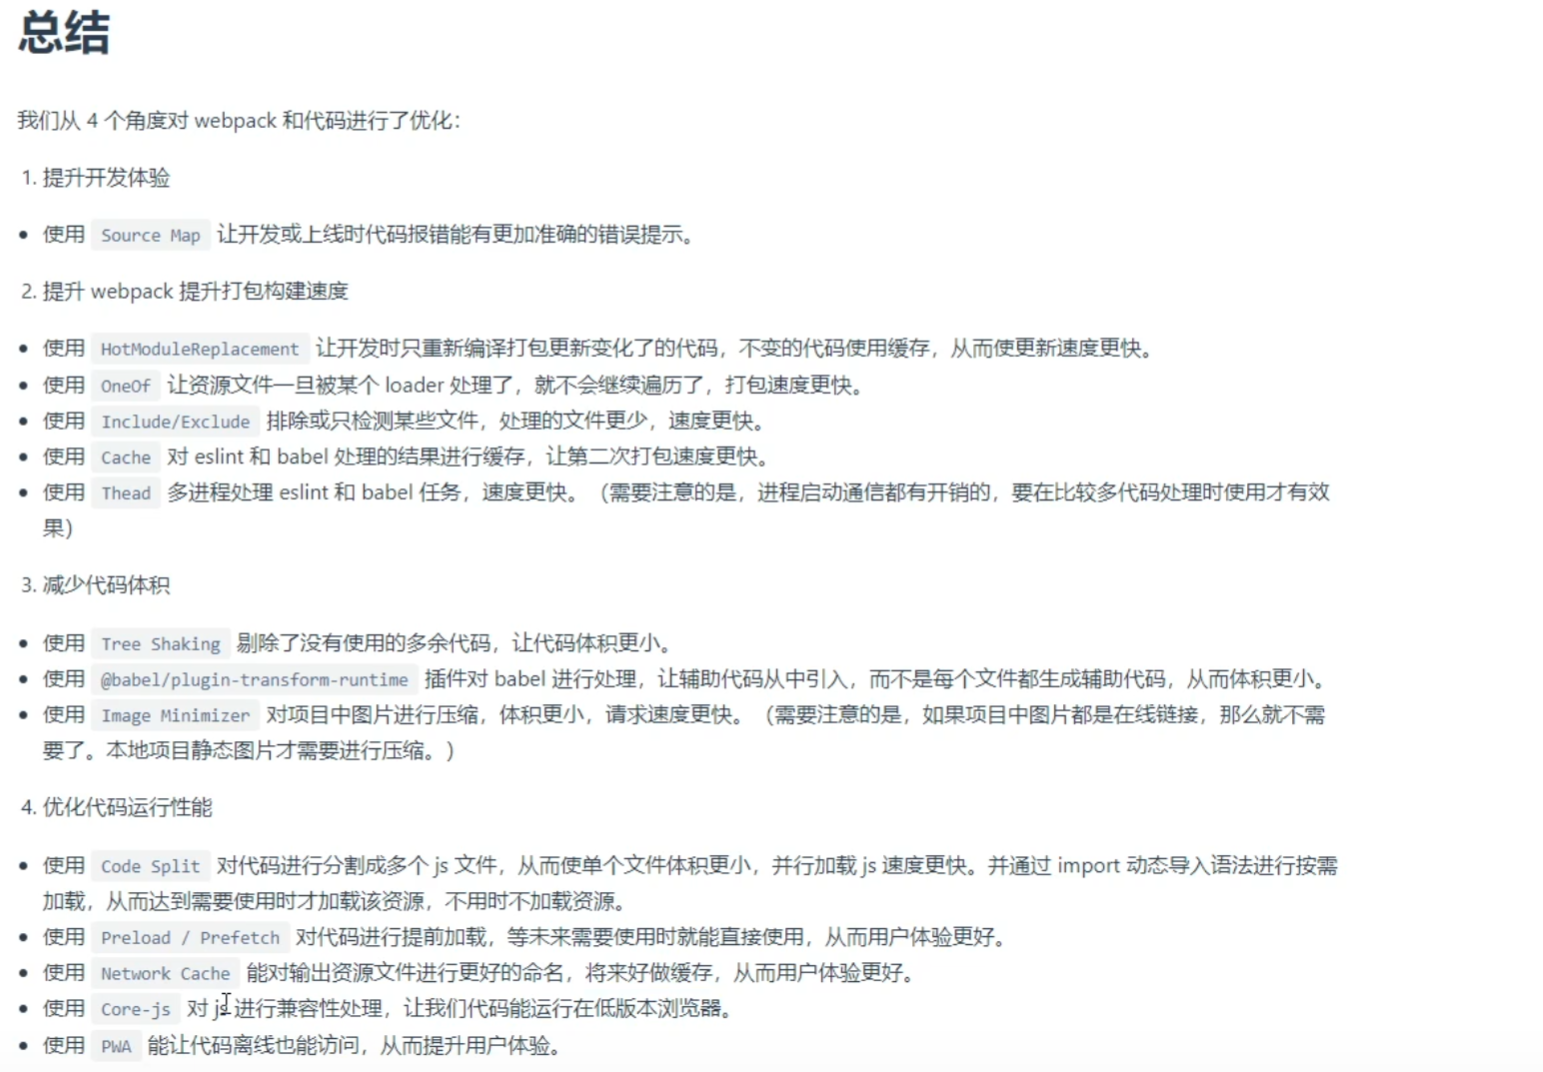 总结
我们从 4 个角度对 webpack 和代码进行了优化：
1. 提升开发体验
• 使用 Source Map 让开发或上线时代码报错能有更加准确的错误提示。
2. 提升 webpack 提升打包构建速度
• 使用 HotModuleReplacement 让开发时只重新编译打包更新变化了的代码，不变的代码使用缓存，从而使更新速度更快。
• 使用 OneOf 让资源文件一旦被某个 loader 处理了，就不会继续遍历了，打包速度更快。
• 使用 Include/Exclude 排除或只检测某些文件，处理的文件更少，速度更快。
• 使用 Cache 对 eslint 和 babel 处理的结果进行缓存，让第二次打包速度更快。
• 使用 Thead 多进程处理 eslint 和 babel 任务，速度更快。（需要注意的是，进程启动通信都有开销的，要在比较多代码处理时使用才有效
果）
3. 减少代码体积
• 使用 Tree Shaking 剔除了没有使用的多余代码，让代码体积更小。
• 使用 @babel/plugin-transform-runtime 插件对 babel 进行处理，让辅助代码从中引入，而不是每个文件都生成辅助代码，从而体积更小。
• 使用 Image Minimizer 对项目中图片进行压缩，体积更小，请求速度更快。（需要注意的是，如果项目中图片都是在线链接，那么就不需
要了。本地项目静态图片才需要进行压缩。）
4. 优化代码运行性能
• 使用 Code Split 对代码进行分割成多个 js 文件，从而使单个文件体积更小，并行加载 js 速度更快。并通过 import 动态导入语法进行按需
加载，从而达到需要使用时才加载该资源，不用时不加载资源。
• 使用 Preload / Prefetch 对代码进行提前加载，等未来需要使用时就能直接使用，从而用户体验更好。
• 使用 Network Cache 能对输出资源文件进行更好的命名，将来好做缓存，从而用户体验更好。
• 使用 Core-js 对 js 进行兼容性处理，让我们代码能运行在低版本浏览器。
• 使用 PWA 能让代码离线也能访问，从而提升用户体验。